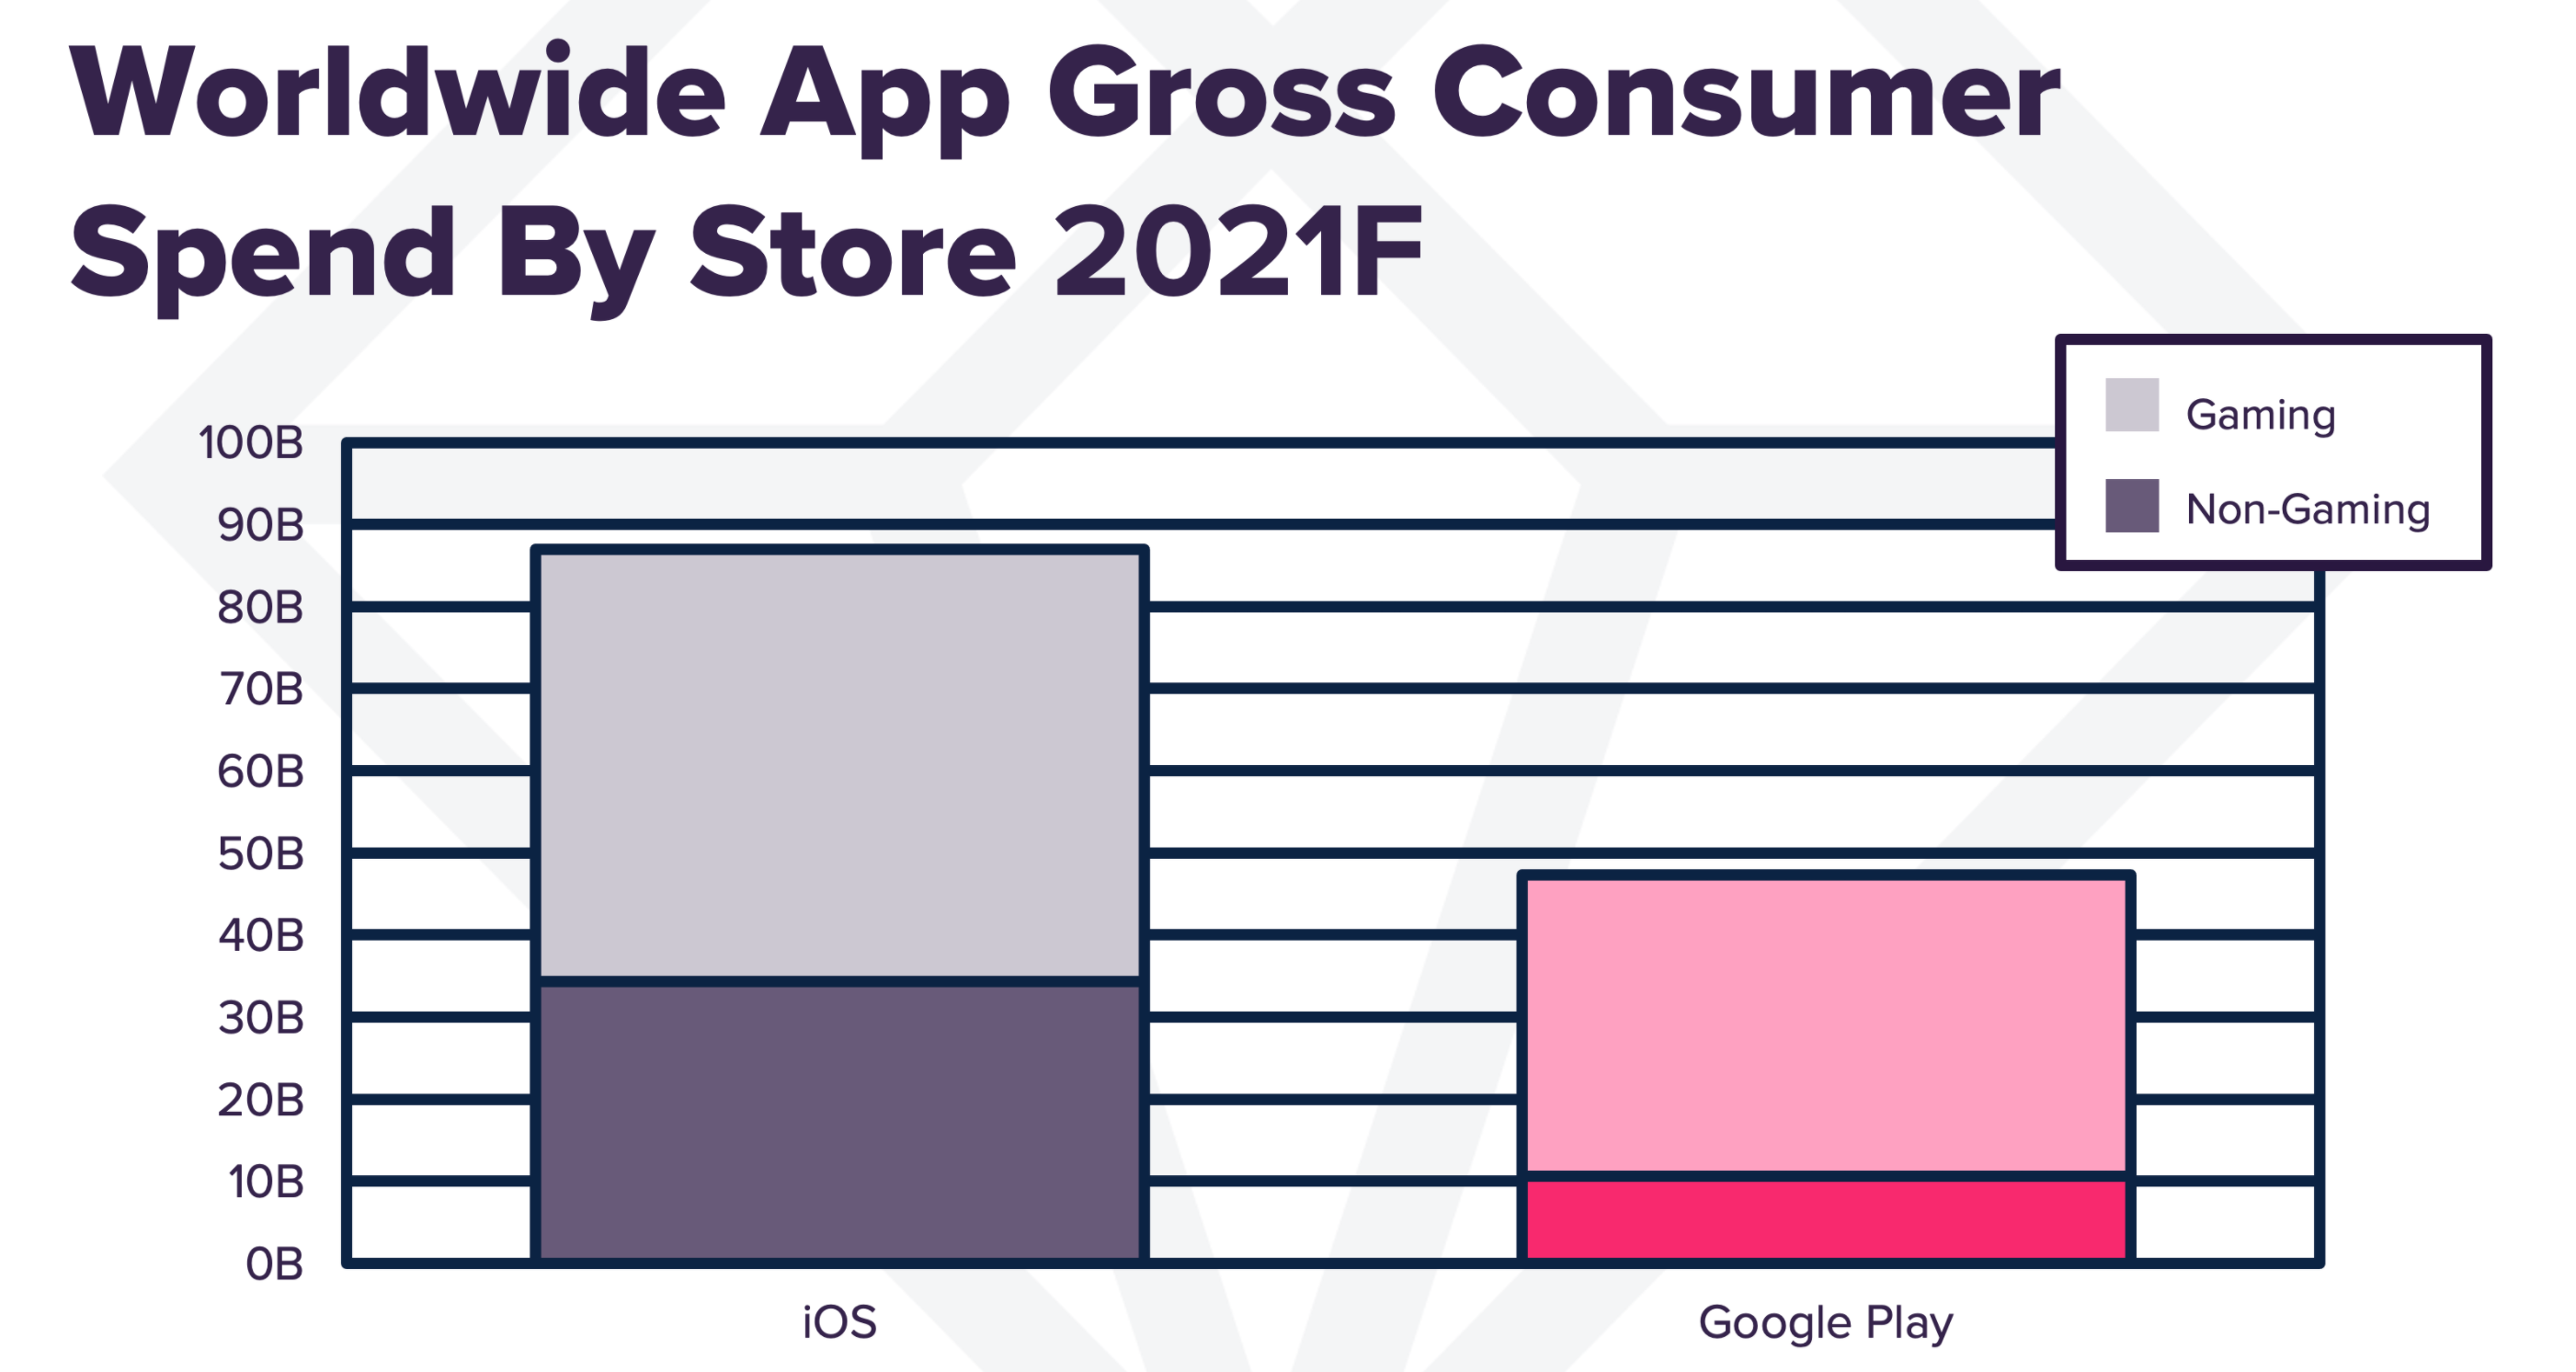 Worldwide App Gross Consumer
Spend By Store 2021F
Gaming
Non-Gaming
100B
90B
80B
70B
60B
50B
40B
30B
20B
10B
0B
iOS
Google Play